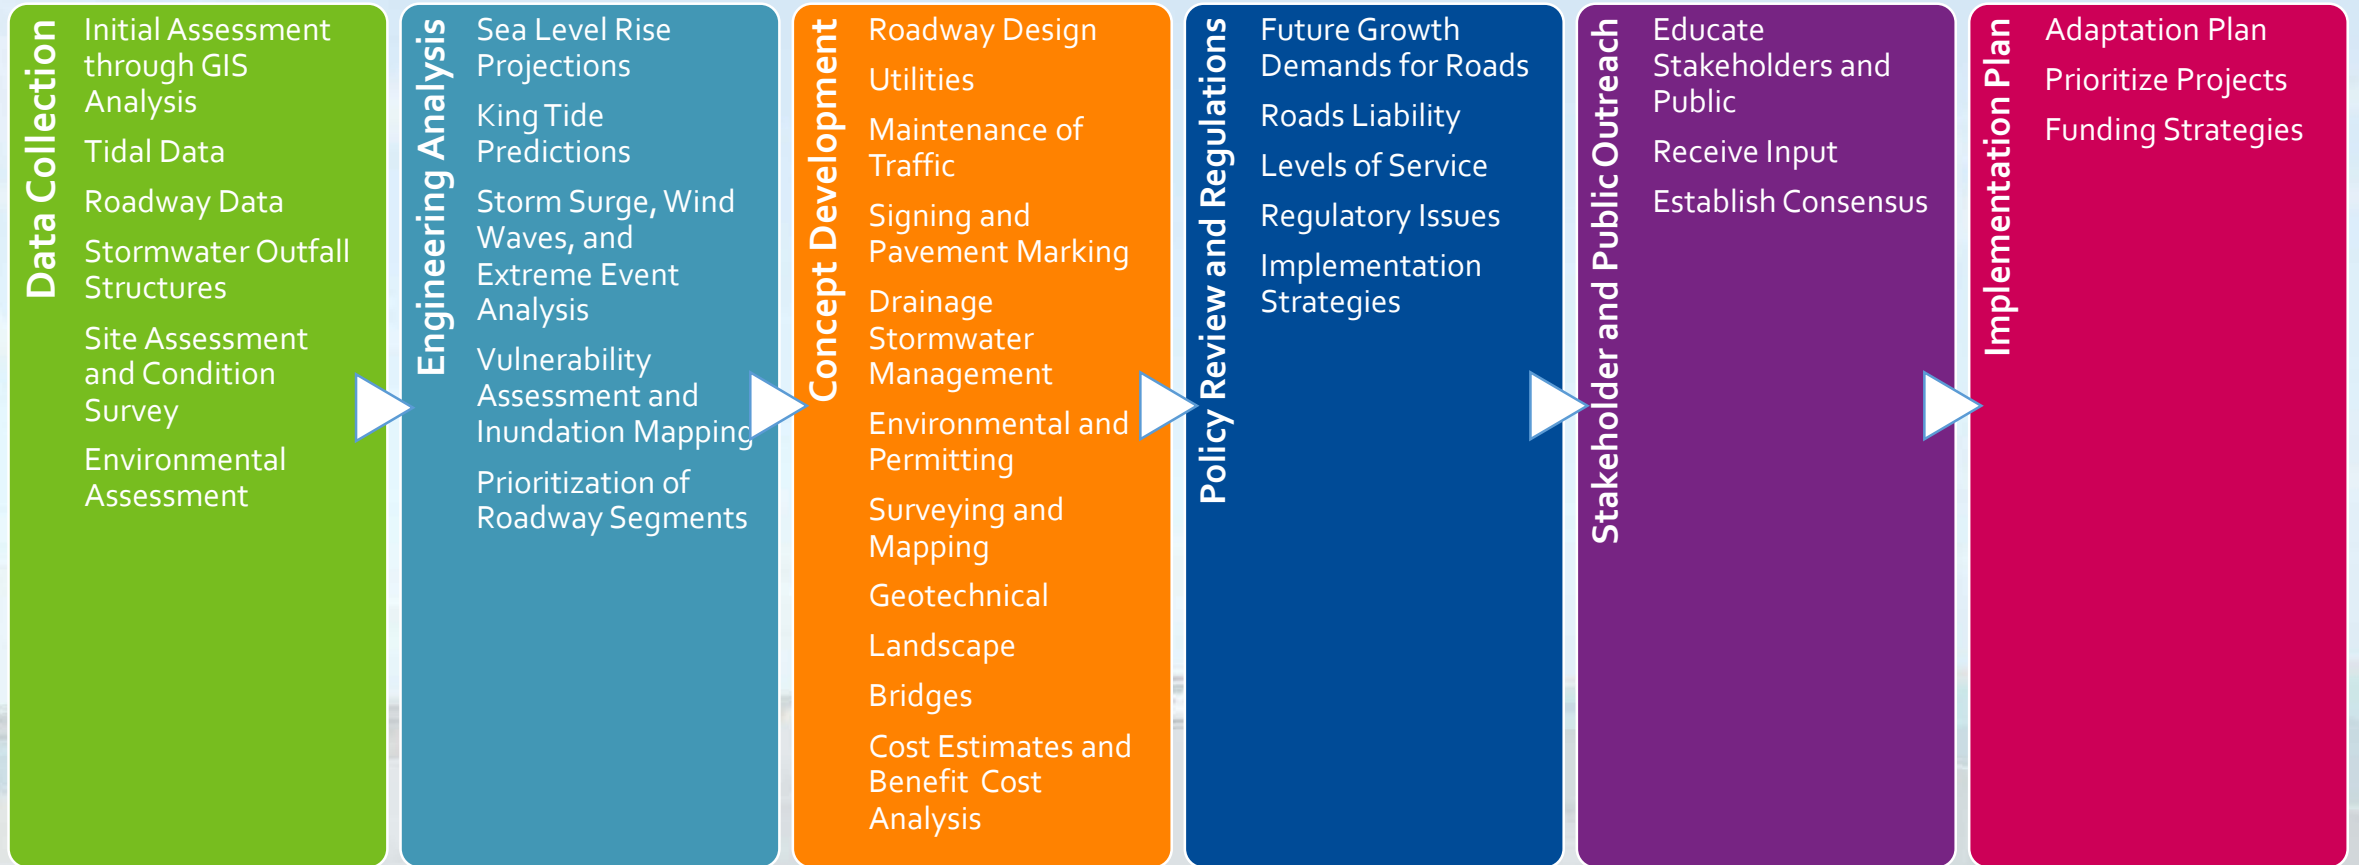 Data Collection
Initial Assessment
through GIS
Analysis
Tidal Data
Roadway Data
Stormwater Outfall
Structures
Site Assessment
and Condition
Survey
Environmental
Assessment
Engineering Analysis
Sea Level Rise
Projections
King Tide
Predictions
Storm Surge, Wind
Waves, and
Extreme Event
Analysis
Vulnerability
Assessment and
Inundation Mapping
Prioritization of
Roadway Segments
Concept Development
Roadway Design
Utilities
Maintenance of
Traffic
Signing and
Pavement Marking
Drainage
Stormwater
Management
Environmental and
Permitting
Surveying and
Mapping
Geotechnical
Landscape
Bridges
Cost Estimates and
Benefit Cost
Analysis
Policy Review and Regulations
Future Growth
Demands for Roads
Roads Liability
Levels of Service
Regulatory Issues
Implementation
Strategies
Stakeholder and Public Outreach
Educate
Stakeholders and
Public
Receive Input
Establish Consensus
Implementation Plan
Adaptation Plan
Prioritize Projects
Funding Strategies